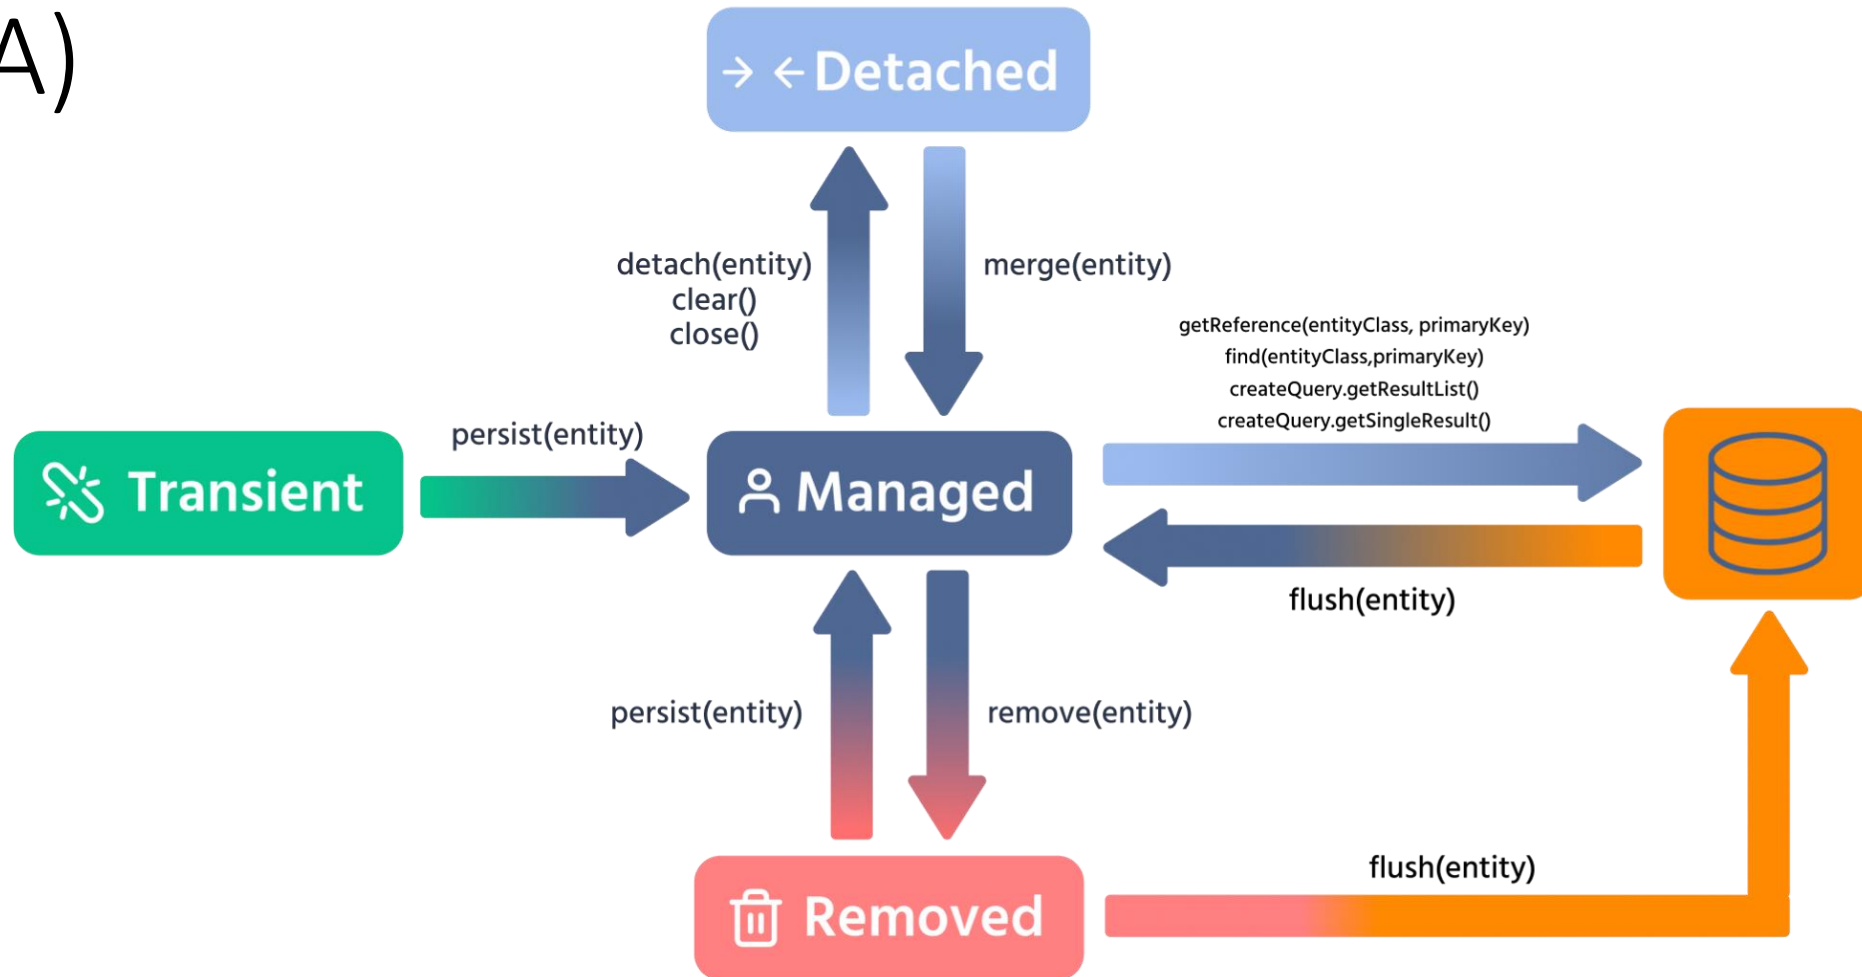 A)
Detached
detach(entity)
clear()
close()
merge(entity)
getReference(entityClass, primaryKey)
find(entityClass,primaryKey)
createQuery.getResultList()
createQuery.getSingleResult()
Transient
persist(entity)
Managed
flush(entity)
persist(entity)
remove(entity)
Removed
flush(entity)